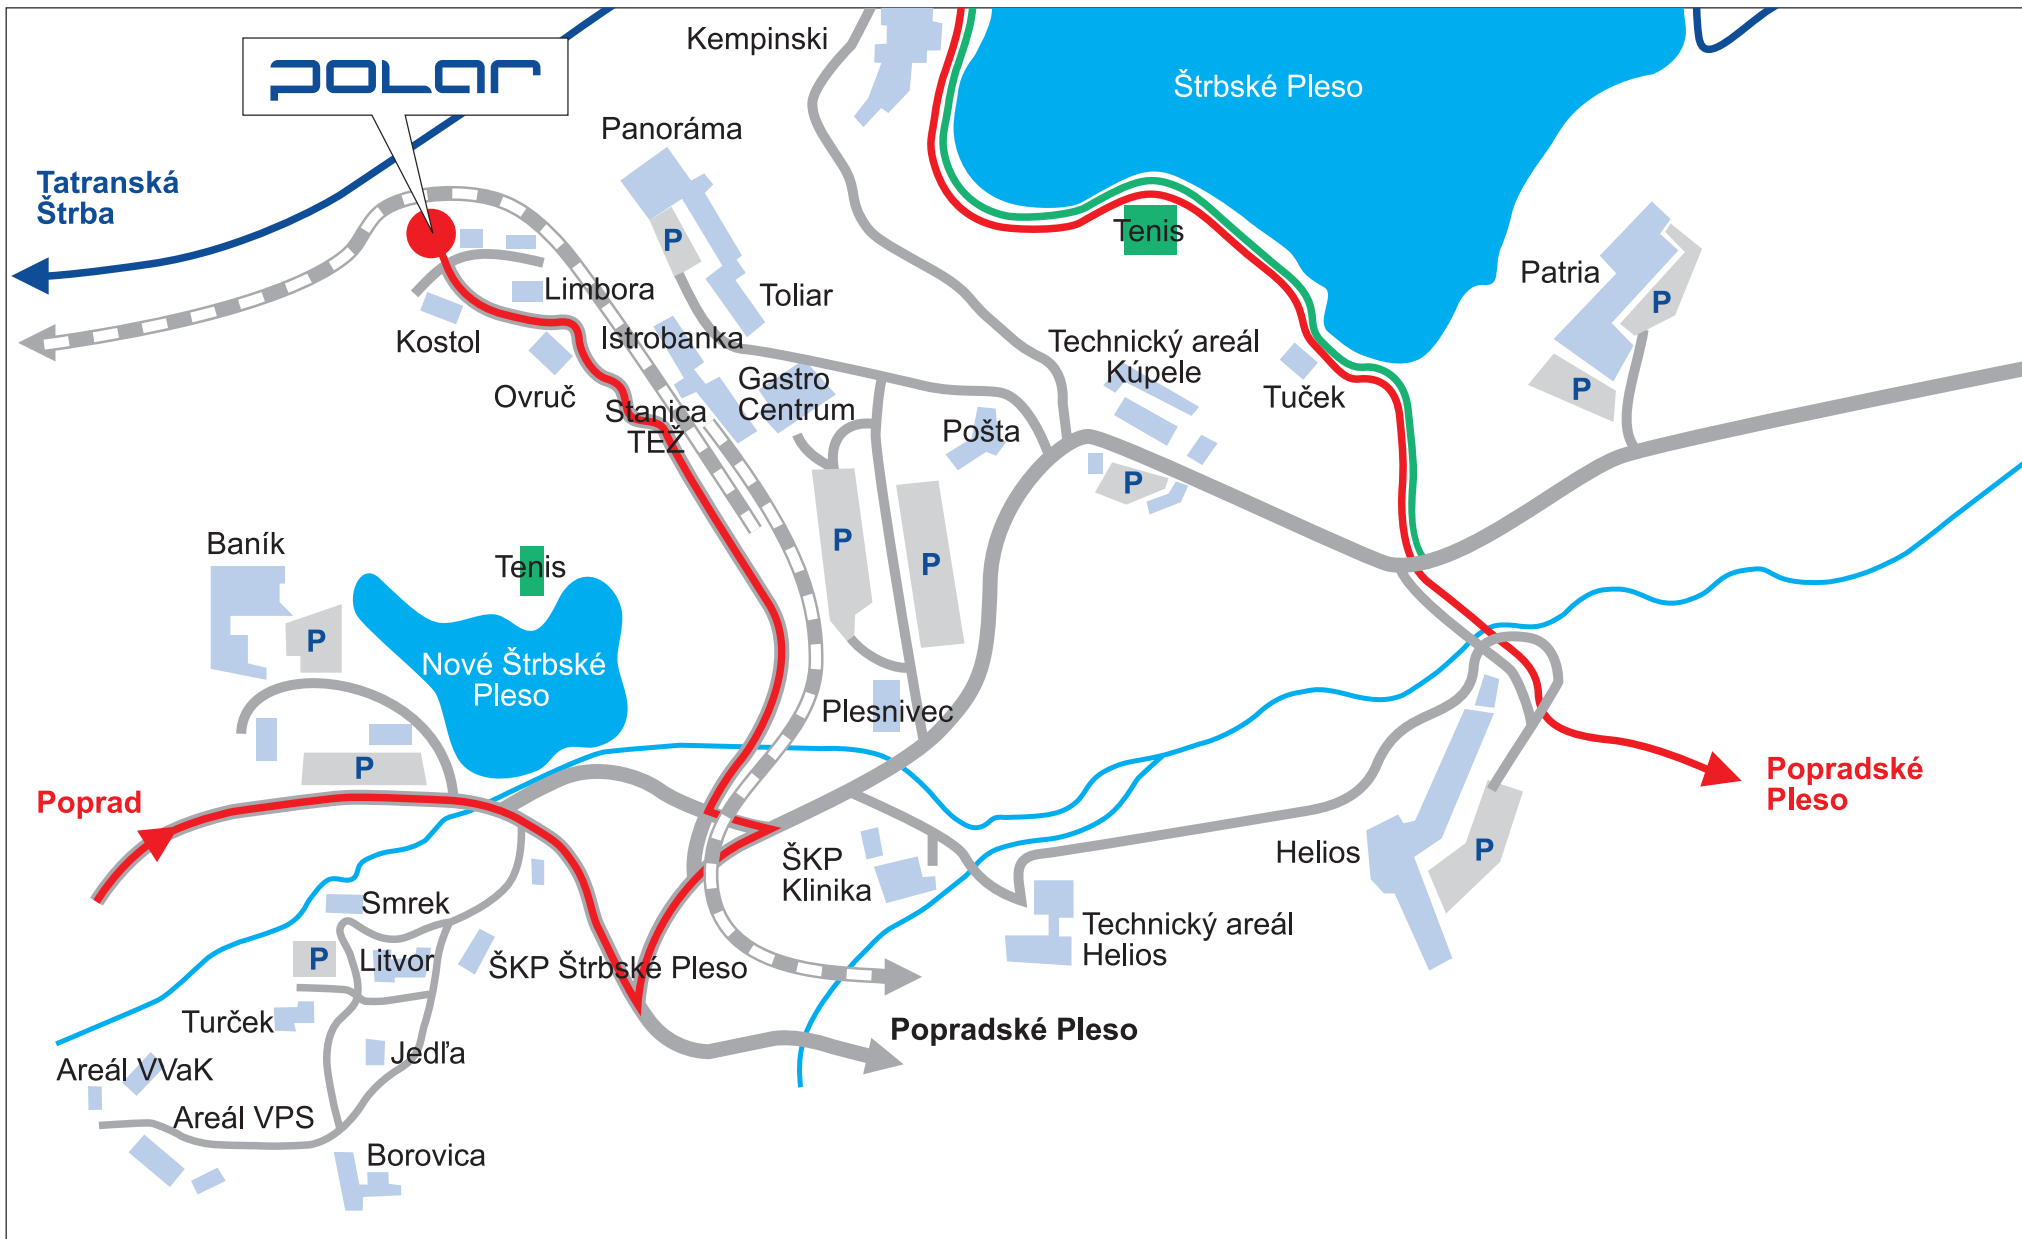 Kempinski
Štrbské Pleso
POLAR
Panoráma
Tatranská
Štrba
P
Tenis
Patria
P
Limbora
Toliar
Kostol
Istrobanka
Technický areál
Kúpele
Gastro
Centrum
Ovruč
Stanica
TEŽ
Tuček
P
Pošta
P
Baník
Tenis
P
P
P
Nové Štrbské
Pleso
Plesnivec
P
Poprad
Popradské
Pleso
ŠKP
Klinika
Helios
P
Smrek
Technický areál
Helios
P
Litvor
ŠKP Štrbské Pleso
Turček
Popradské Pleso
Jedľa
Areál VVaK
Areál VPS
Borovica